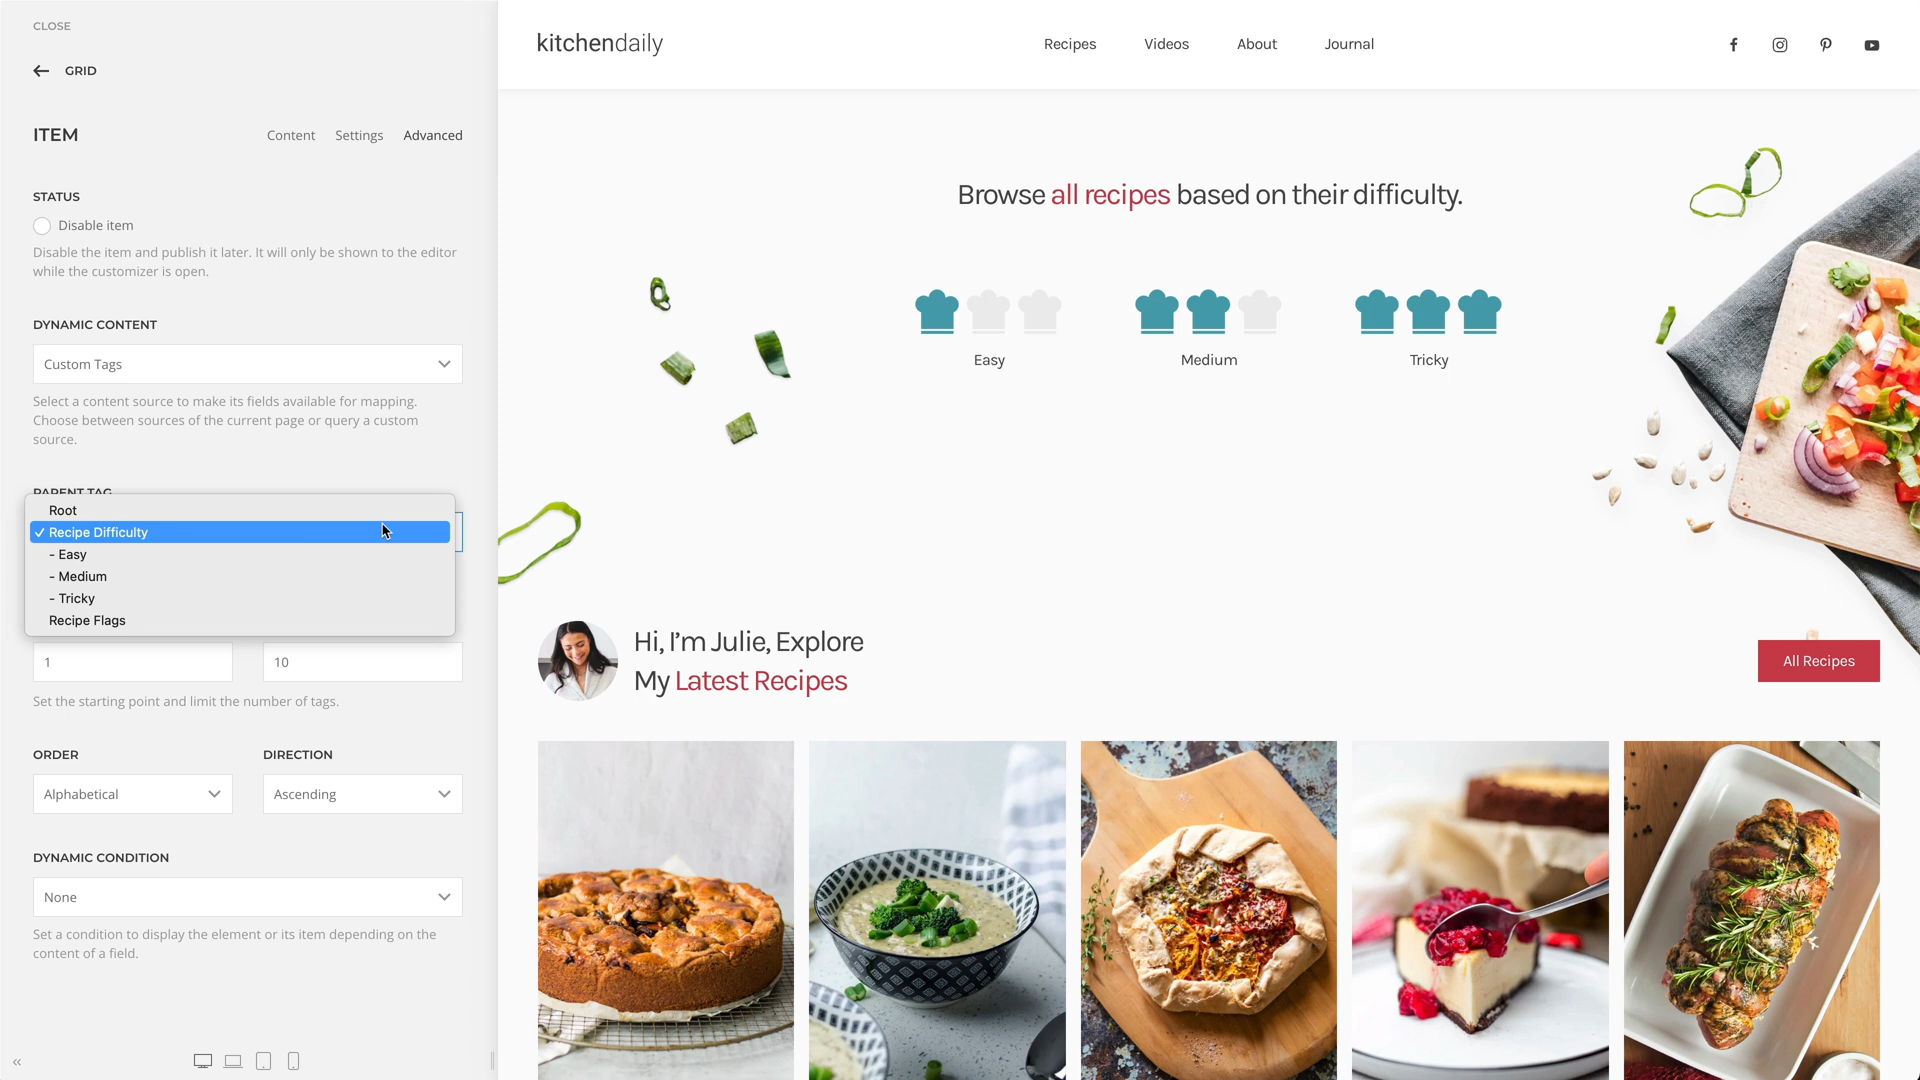 CLOSE
GRID
ITEM
Content
Settings
Advanced
STATUS
Disable item
Disable the item and publish it later. It will only be shown to the editor
while the customizer is open.
DYNAMIC CONTENT
Custom Tags
Select a content source to make its fields available for mapping.
Choose between sources of the current page or query a custom
source.
PARENT TAG
Root
✓ Recipe Difficulty
- Easy
- Medium
- Tricky
Recipe Flags
1
10
Set the starting point and limit the number of tags.
ORDER
DIRECTION
Alphabetical
Ascending
DYNAMIC CONDITION
None
Set a condition to display the element or its item depending on the
content of a field.
kitchendaily
Recipes
Videos
About
Journal
Browse all recipes based on their difficulty.
Easy
Medium
Tricky
Hi, I'm Julie, Explore
My Latest Recipes
All Recipes